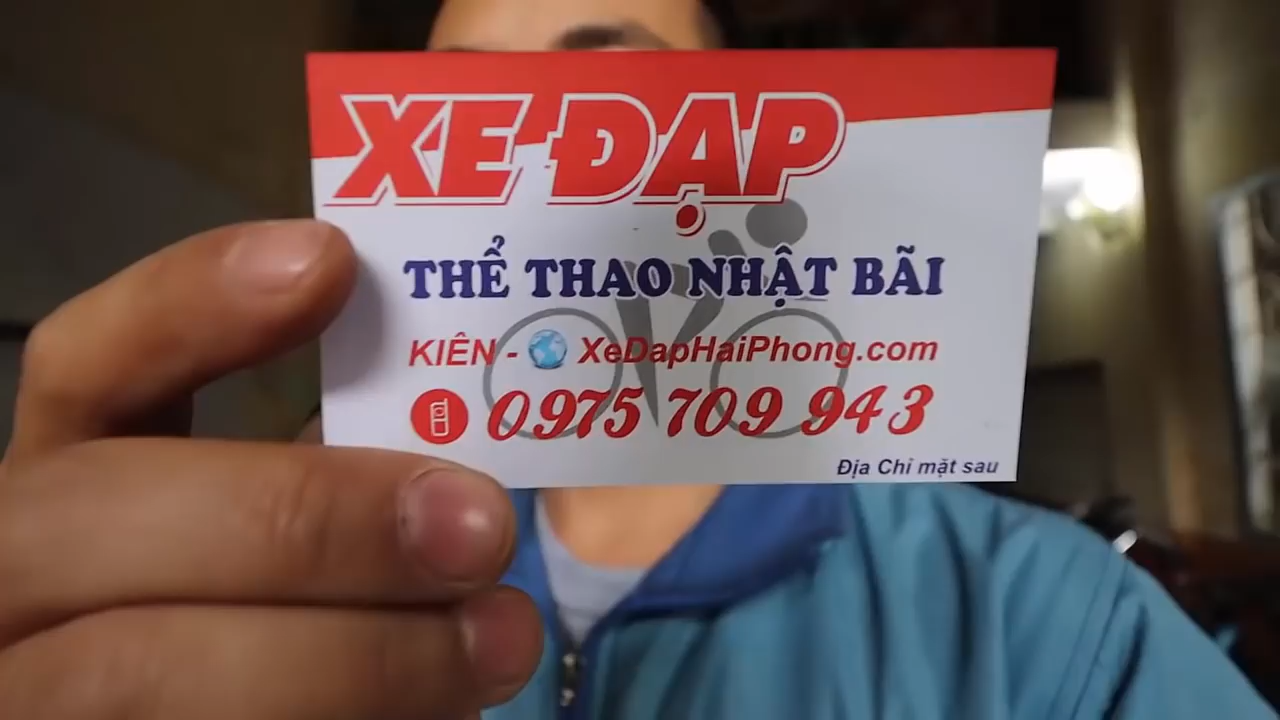 XE ĐẠP
THỂ THAO NHẬT BÃI
KIÊN - XeDapHaiPhong.com
0975 709 943
Địa Chỉ mặt sau